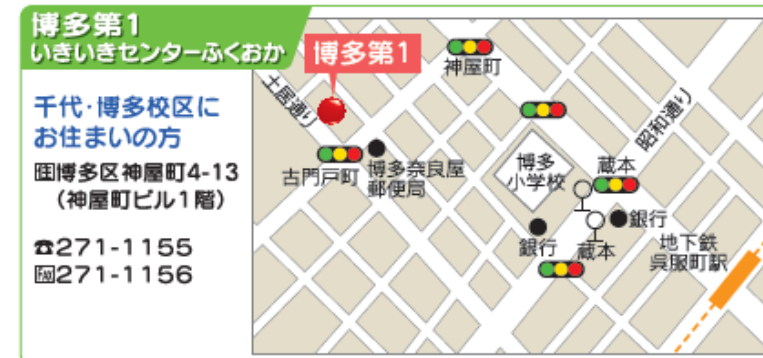 博多第1
いきいきセンターふくおか
千代・博多校区に
お住まいの方
住博多区神屋町4-13
(神屋町ビル1階)
☎271-1155
FAX271-1156
博多第1
神屋町
土居通り
昭和通り
古門戸町
博多奈良屋
郵便局
博多
小学校
蔵本
銀行
銀行
蔵本
地下鉄
呉服町駅